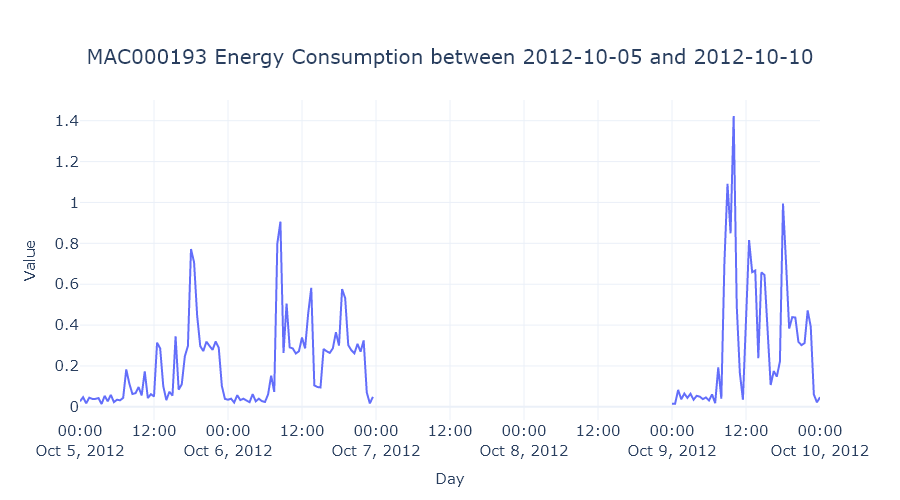 MAC000193 Energy Consumption between 2012-10-05 and 2012-10-10
Value
1.4
1.2
1
0.8
0.6
0.4
0.2
0
00:00 12:00 00:00 12:00 00:00 12:00 00:00 12:00 00:00 12:00 00:00
Oct 5, 2012 Oct 6, 2012 Oct 7, 2012 Oct 8, 2012 Oct 9, 2012 Oct 10, 2012
Day